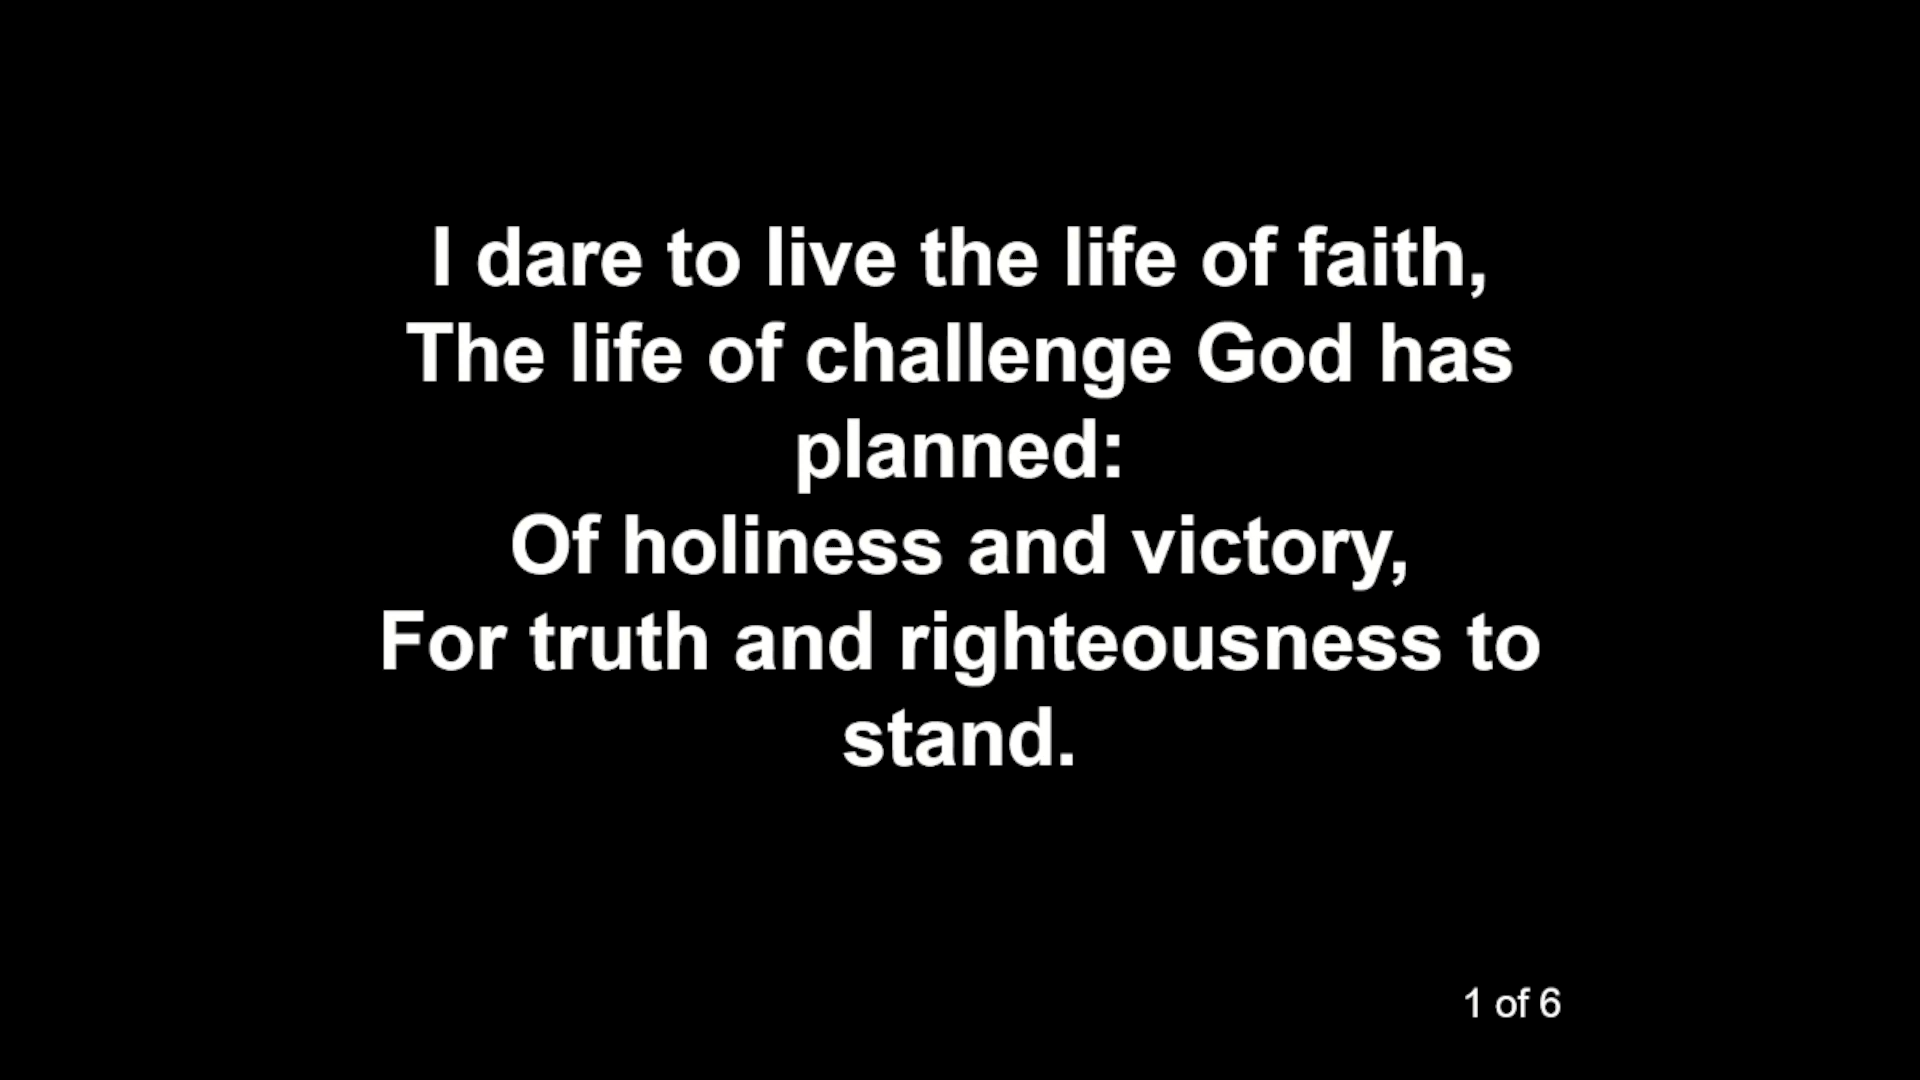 I dare to live the life of faith,
The life of challenge God has
planned:
Of holiness and victory,
For truth and righteousness to
stand.
1 of 6